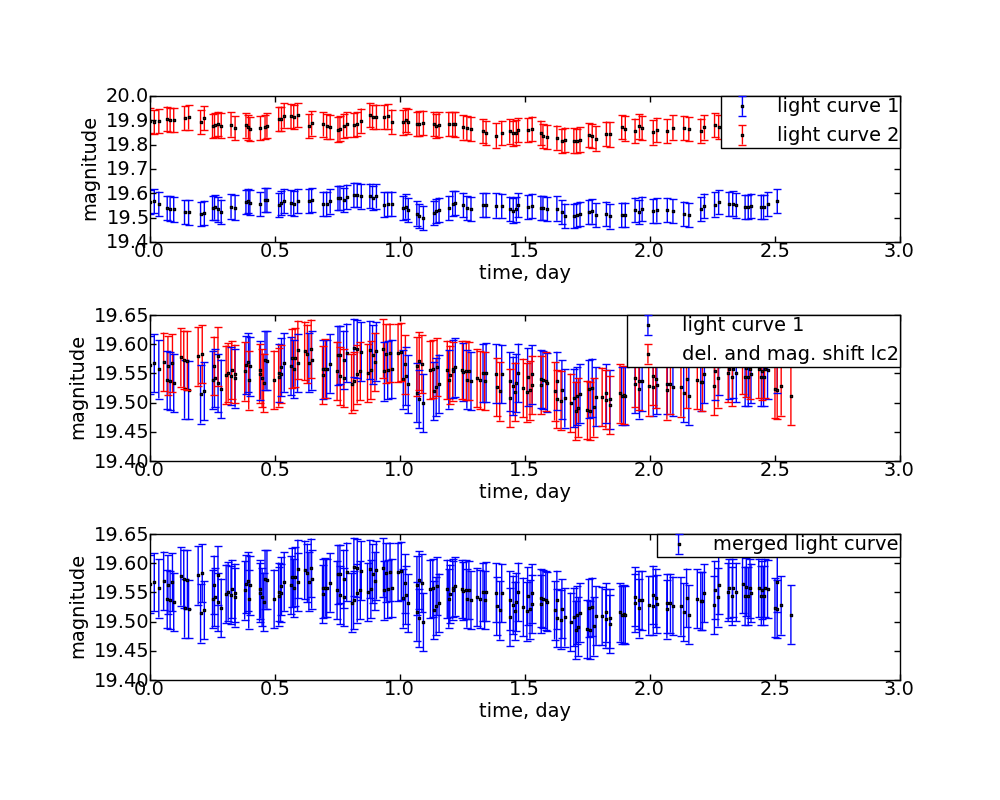 20.0
19.9
19.8
19.7
19.6
19.5
19.4
magnitude
light curve 1
light curve 2
0.0 0.5 1.0 1.5 2.0 2.5 3.0
time, day
19.65
19.60
19.55
19.50
19.45
19.40
magnitude
light curve 1
del. and mag. shift lc2
0.0 0.5 1.0 1.5 2.0 2.5 3.0
time, day
19.65
19.60
19.55
19.50
19.45
19.40
magnitude
merged light curve
0.0 0.5 1.0 1.5 2.0 2.5 3.0
time, day